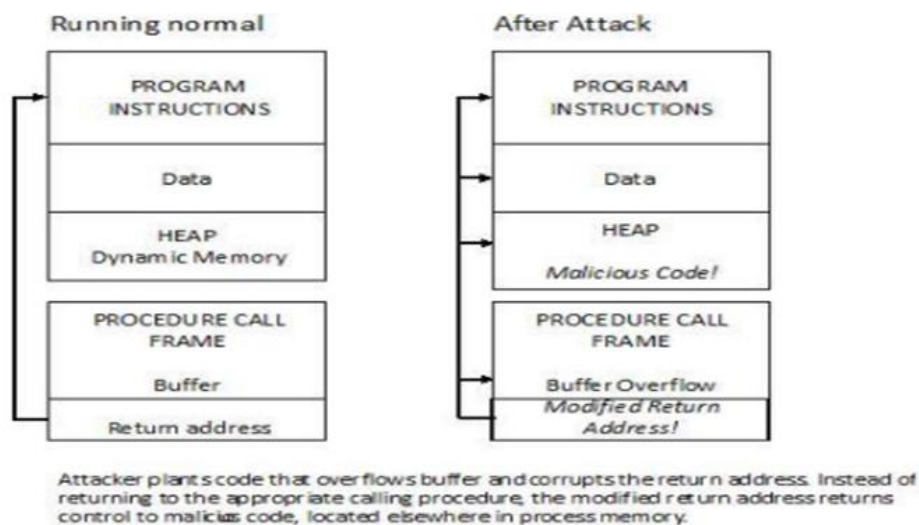 Running normal
PROGRAM
INSTRUCTIONS
Data
HEAP
Dynamic Memory
PROCEDURE CALL
FRAME
Buffer
Return address
After Attack
PROGRAM
INSTRUCTIONS
Data
HEAP
Malicious Code!
PROCEDURE CALL
FRAME
Buffer Overflow
Modified Return
Address!
Attacker plants code that overflows buffer and corrupts the return address. Instead of
returning to the appropriate calling procedure, the modified return address returns
control to malicius code, located elsewhere in process memory.